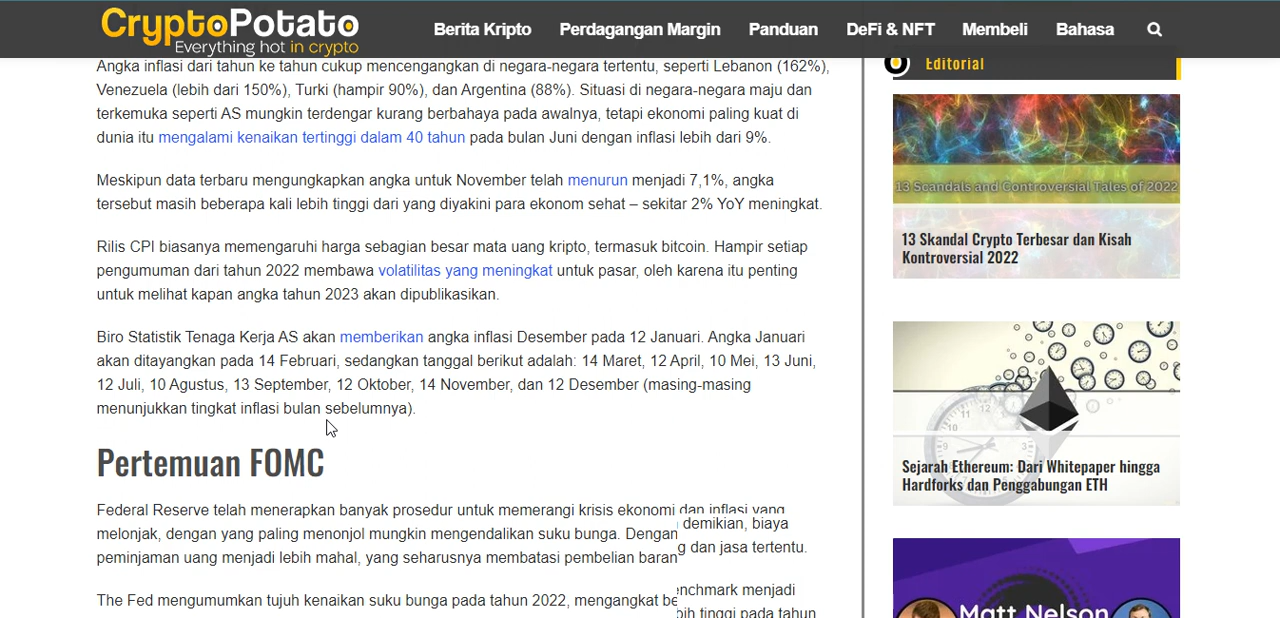 CryptoPotato
Everything hot in crypto
Berita Kripto Perdagangan Margin Panduan DeFi & NFT Membeli Bahasa
Angka inflasi dari tahun ke tahun cukup mencengangkan di negara-negara tertentu, seperti Lebanon (162%),
Venezuela (lebih dari 150%), Turki (hampir 90%), dan Argentina (88%). Situasi di negara-negara maju dan
terkemuka seperti AS mungkin terdengar kurang berbahaya pada awalnya, tetapi ekonomi paling kuat di
dunia itu mengalami kenaikan tertinggi dalam 40 tahun pada bulan Juni dengan inflasi lebih dari 9%.
Meskipun data terbaru mengungkapkan angka untuk November telah menurun menjadi 7,1%, angka
tersebut masih beberapa kali lebih tinggi dari yang diyakini para ekonom sehat – sekitar 2% YoY meningkat.
Rilis CPI biasanya memengaruhi harga sebagian besar mata uang kripto, termasuk bitcoin. Hampir setiap
pengumuman dari tahun 2022 membawa volatilitas yang meningkat untuk pasar, oleh karena itu penting
untuk melihat kapan angka tahun 2023 akan dipublikasikan.
Biro Statistik Tenaga Kerja AS akan memberikan angka inflasi Desember pada 12 Januari. Angka Januari
akan ditayangkan pada 14 Februari, sedangkan tanggal berikut adalah: 14 Maret, 12 April, 10 Mei, 13 Juni,
12 Juli, 10 Agustus, 13 September, 12 Oktober, 14 November, dan 12 Desember (masing-masing
menunjukkan tingkat inflasi bulan sebelumnya).
Pertemuan FOMC
Federal Reserve telah menerapkan banyak prosedur untuk memerangi krisis ekonomi dan inflasi yang
melonjak, dengan yang paling menonjol mungkin mengendalikan suku bunga. Dengan demikian, biaya
peminjaman uang menjadi lebih mahal, yang seharusnya membatasi pembelian barang dan jasa tertentu.
The Fed mengumumkan tujuh kenaikan suku bunga pada tahun 2022, mengangkat benchmark menjadi
tinggi pada tahun
Editorial
13 Scandals and Controversial Tales of 2022
13 Skandal Crypto Terbesar dan Kisah
Kontroversial 2022
Sejarah Ethereum: Dari Whitepaper hingga
Hardforks dan Penggabungan ETH
Matt Nelson